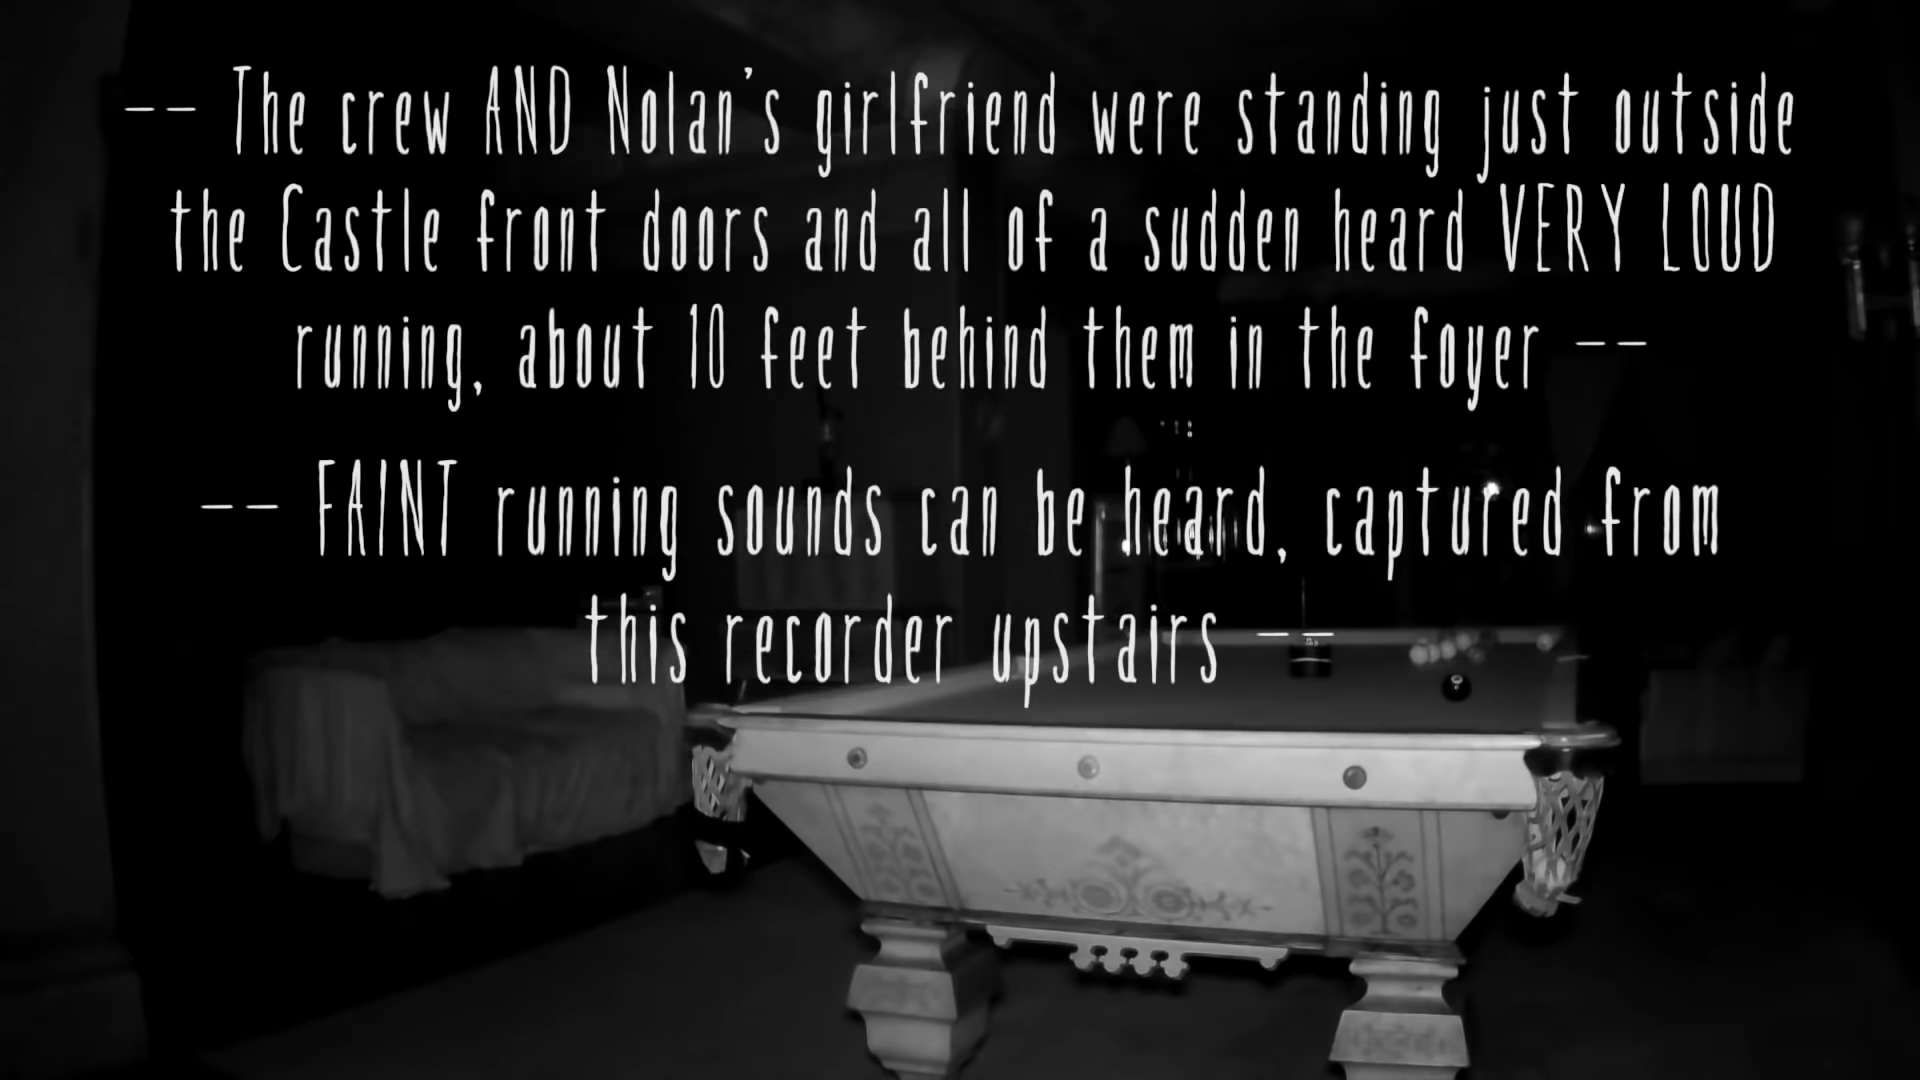 -- The crew AND Nolan's girlfriend were standing just outside
the Castle front doors and all of a sudden heard VERY LOUD
running, about 10 feet behind them in the foyer --
-- FAINT running sounds can be heard, captured from
this recorder upstairs --